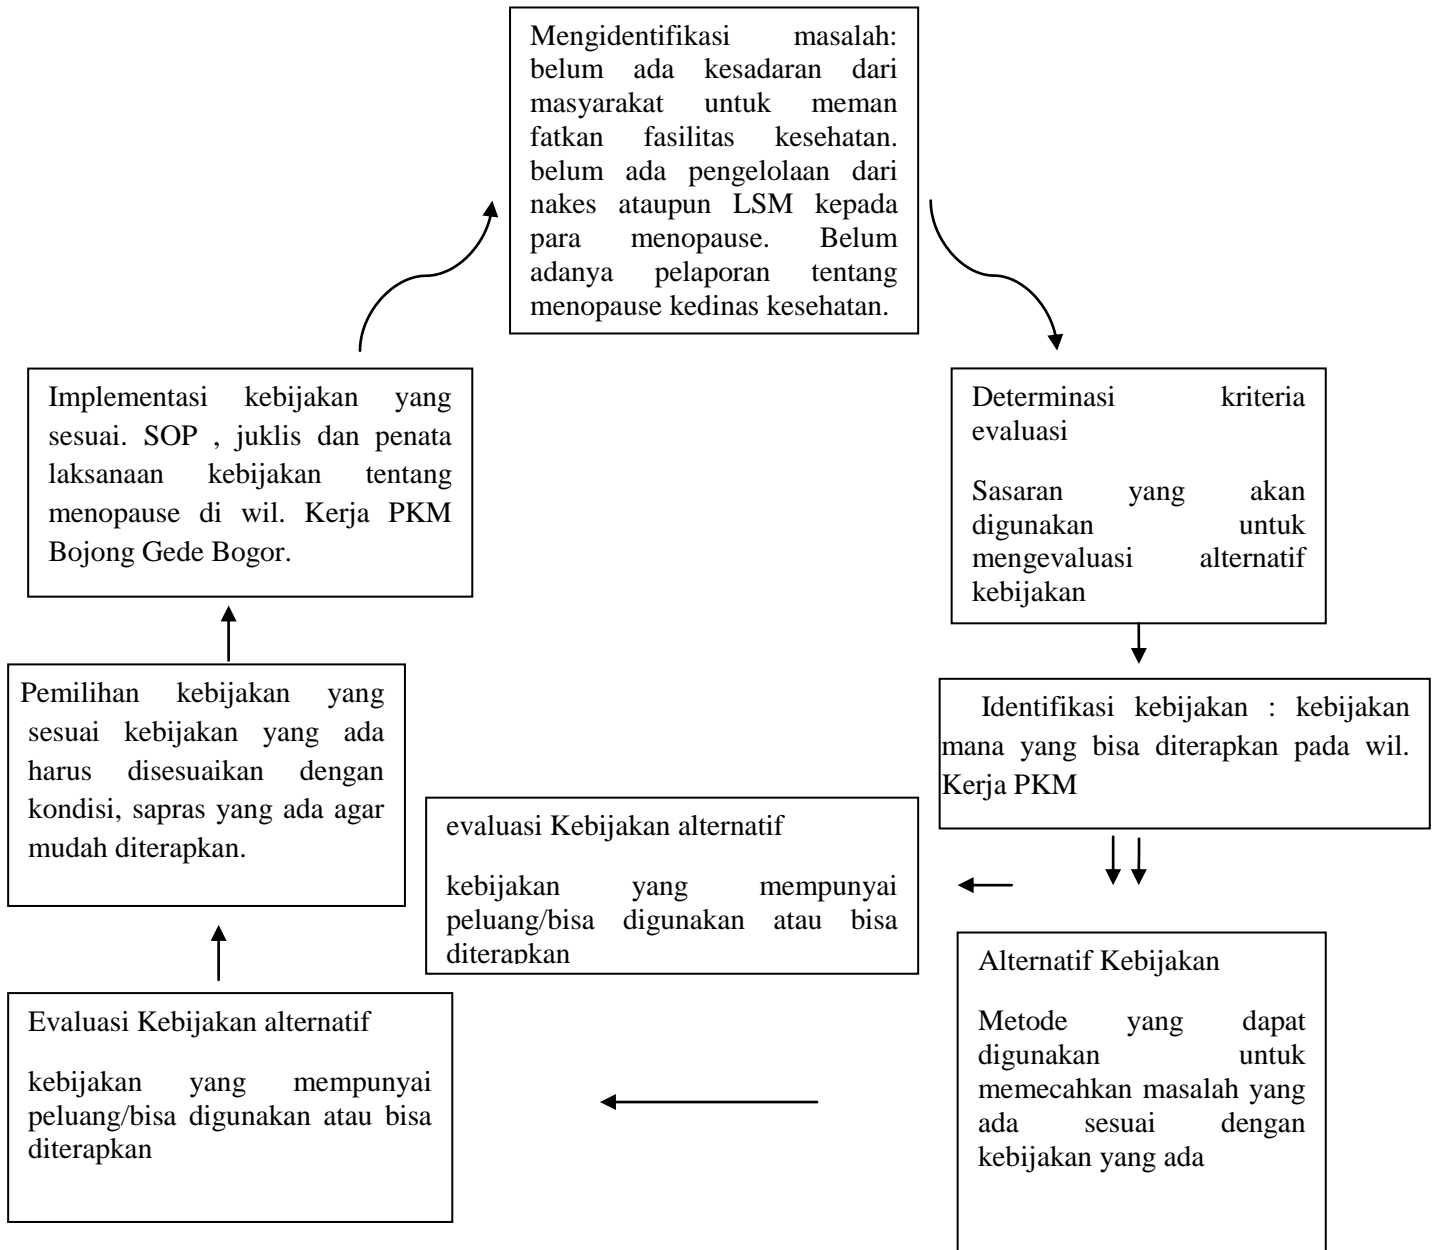 Mengidentifikasi masalah:
belum ada kesadaran dari
masyarakat untuk meman
fatkan fasilitas kesehatan.
belum ada pengelolaan dari
nakes ataupun LSM kepada
para menopause. Belum
adanya pelaporan tentang
menopause kedinas kesehatan.
Determinasi kriteria
evaluasi
Sasaran yang akan
digunakan untuk
mengevaluasi alternatif
kebijakan
Identifikasi kebijakan : kebijakan
mana yang bisa diterapkan pada wil.
Kerja PKM
Alternatif Kebijakan
Metode yang dapat
digunakan untuk
memecahkan masalah yang
ada sesuai dengan
kebijakan yang ada
evaluasi Kebijakan alternatif
kebijakan yang mempunyai
peluang/bisa digunakan atau bisa
diterapkan
Evaluasi Kebijakan alternatif
kebijakan yang mempunyai
peluang/bisa digunakan atau bisa
diterapkan
Pemilihan kebijakan yang
sesuai kebijakan yang ada
harus disesuaikan dengan
kondisi, sapras yang ada agar
mudah diterapkan.
Implementasi kebijakan yang
sesuai. SOP , juklis dan penata
laksanaan kebijakan tentang
menopause di wil. Kerja PKM
Bojong Gede Bogor.